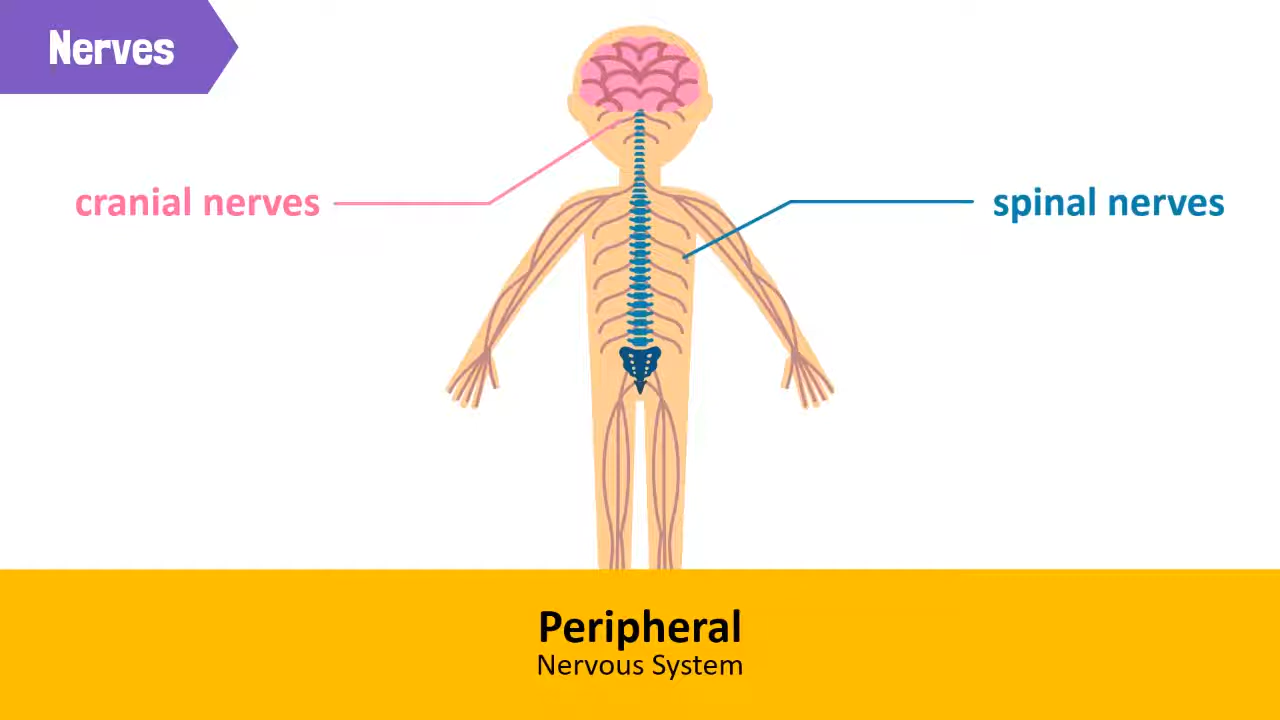 Nerves
cranial nerves
spinal nerves
Peripheral
Nervous System